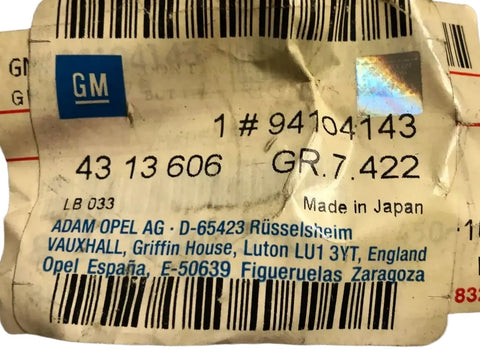 GM
1 # 94104143
43 13 606 GR.7.422
LB 033 Made in Japan
ADAM OPEL AG · D-65423 Rüsselsheim
VAUXHALL, Griffin House, Luton LU1 3YT, England
Opel España, E-50639 Figueruelas Zaragoza